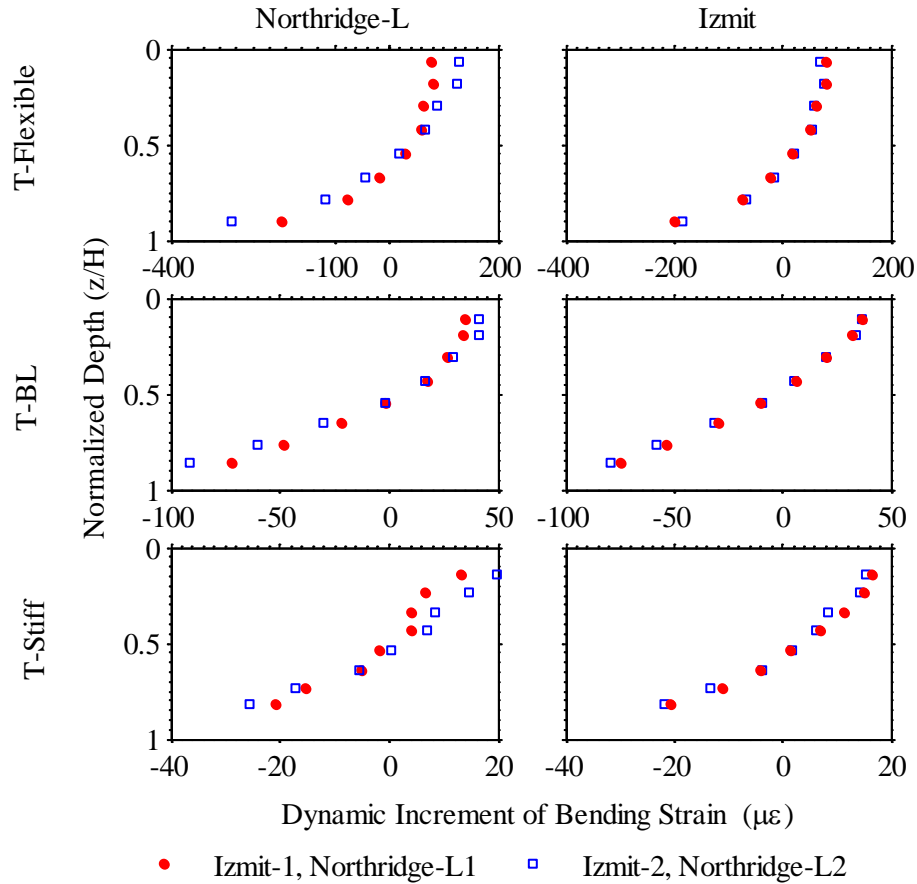 Northridge-L Izmit
T-Flexible
0
0.5
1
-400 -100 0 200 -400 -200 0 200
Normalized Depth (z/H)
T-BL
0
0.5
1
-100 -50 0 50 -100 -50 0 50
T-Stiff
0
0.5
1
-40 -20 0 20 -40 -20 0 20
Dynamic Increment of Bending Strain (με)
Izmit-1, Northridge-L1 Izmit-2, Northridge-L2